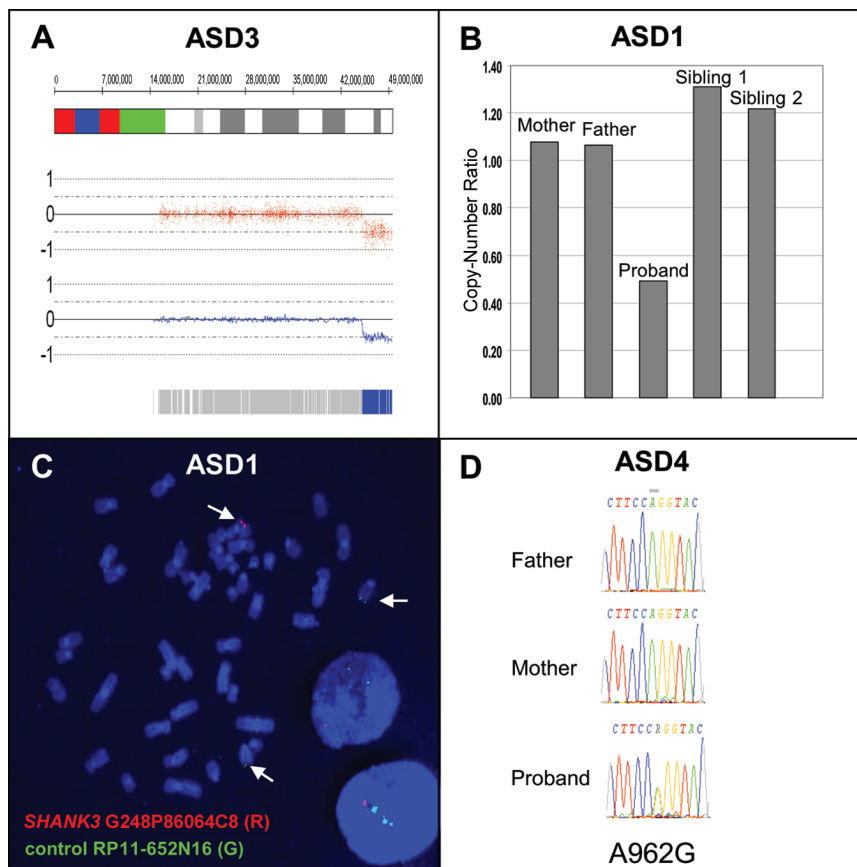 A
ASD3
0 7,000,000 14,000,000 21,000,000 28,000,000 35,000,000 42,000,000 49,000,000
1
0
-1
1
0
-1
B
ASD1
1.40
1.20
1.00
0.80
0.60
0.40
0.20
0.00
Copy-Number Ratio
Mother
Father
Proband
Sibling 1
Sibling 2
C
ASD1
SHANK3 G248P86064C8 (R)
control RP11-652N16 (G)
D
ASD4
CTTCCAGGTAC
Father
CTTCCAGGTAC
Mother
CTTCCRGGTAC
Proband
A962G